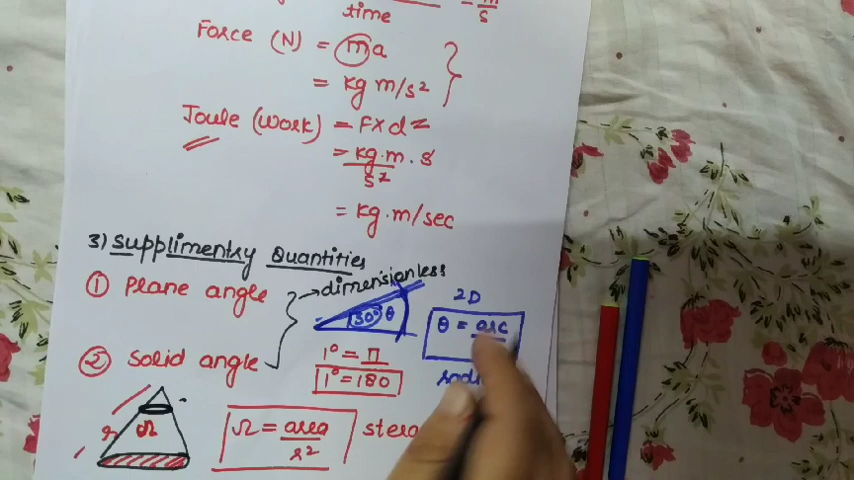 time
m/s
Force (N) = ma
= kg m/s²
Joule (work) = F×d
= kg.m . s
s²
= kg.m/sec
3) Supplimentry Quantities
① Plane angle
→ dimensionless
30° θ
2D
θ = arc
② Solid angle
1° = π
1° = 180
r
Ω
Ω = area
r²